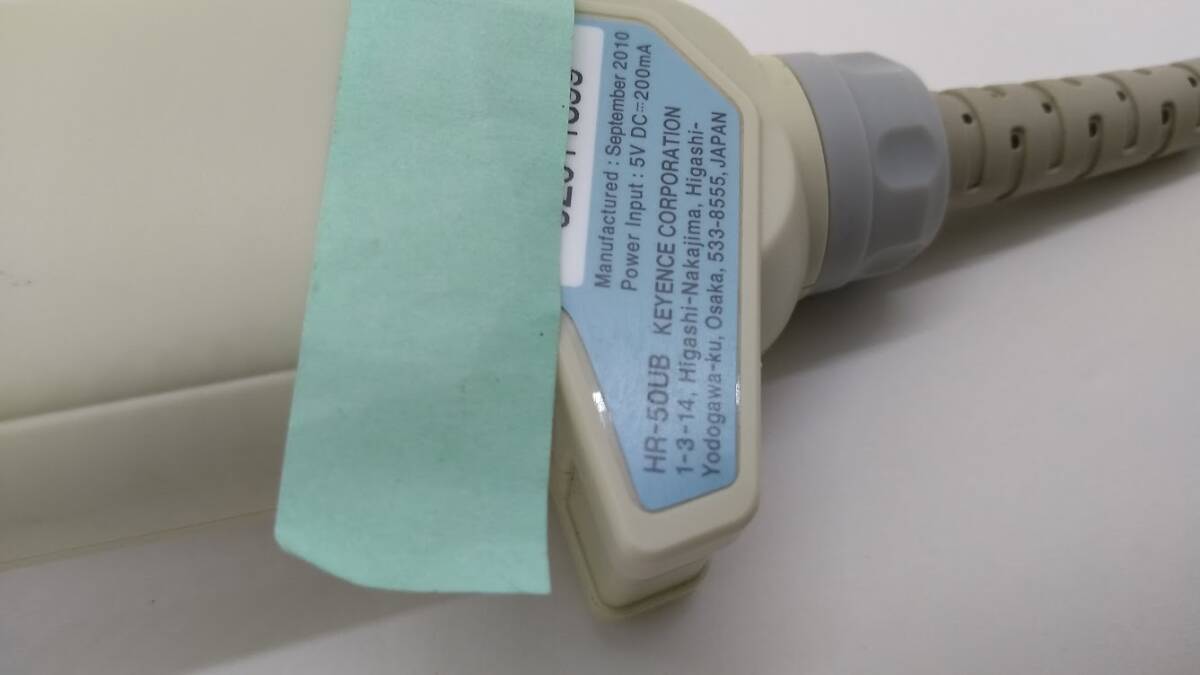 Manufactured : September 2010
Power Input : 5V DC⎓200mA
HR-50UB KEYENCE CORPORATION
1-3-14, Higashi-Nakajima, Higashi-
Yodogawa-ku, Osaka, 533-8555, JAPAN